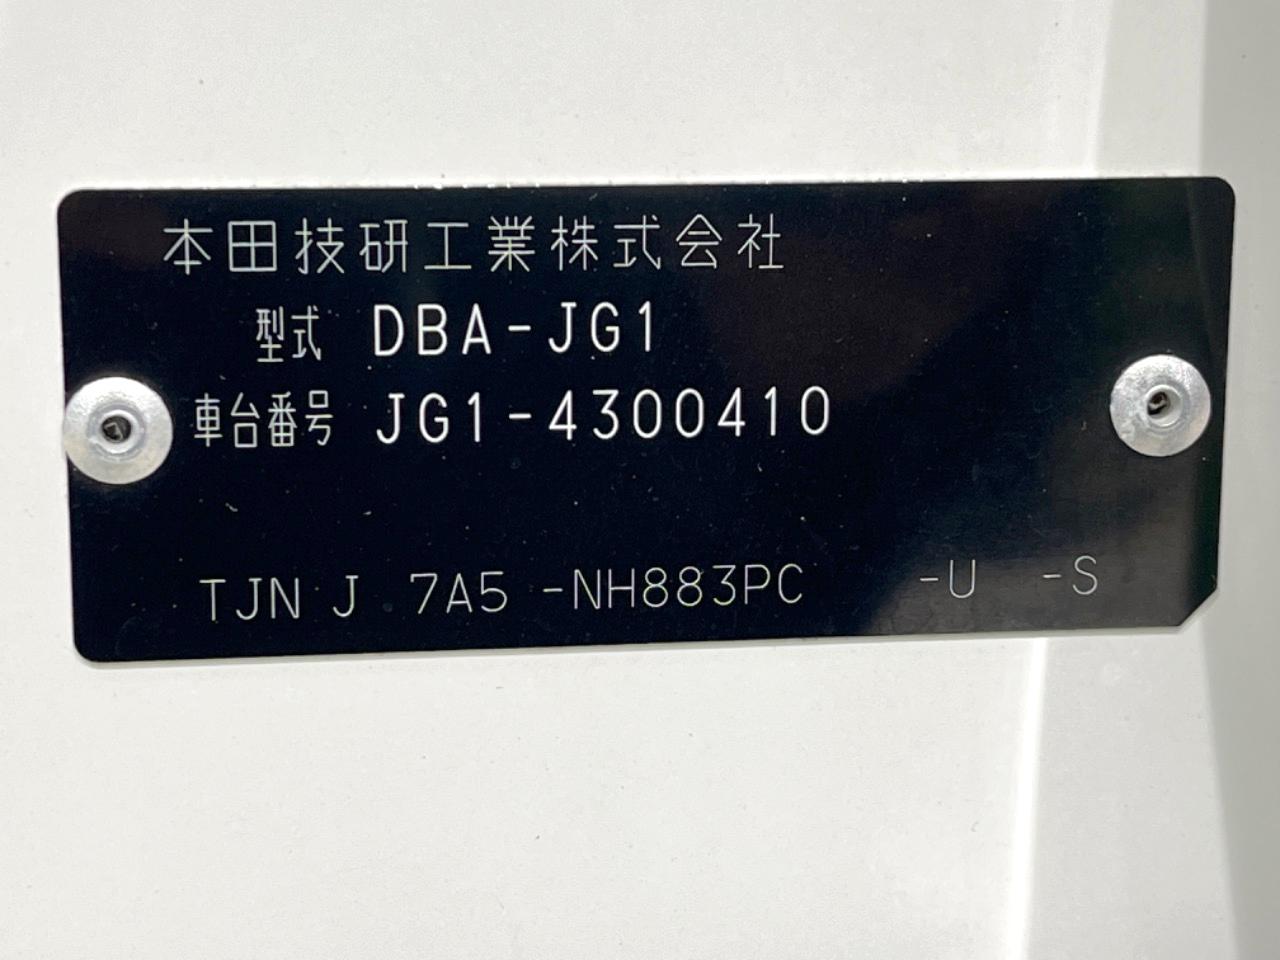 本田技研工業株式会社
型式 DBA-JG1
車台番号 JG1-4300410
TJN J 7A5 -NH883PC -U -S